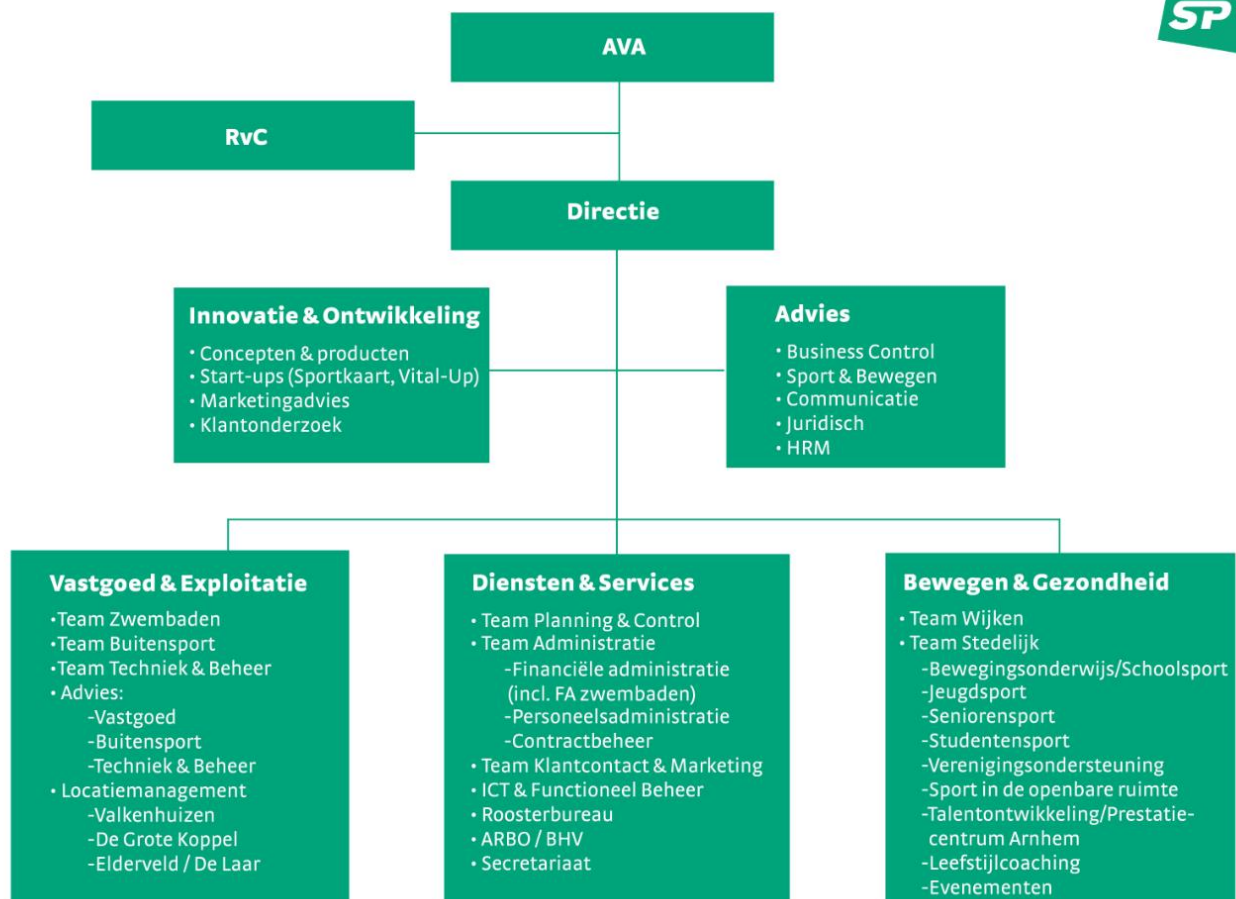 SP
AVA
RvC
Directie
Innovatie & Ontwikkeling
• Concepten & producten
• Start-ups (Sportkaart, Vital-Up)
• Marketingadvies
• Klantonderzoek
Advies
• Business Control
• Sport & Bewegen
• Communicatie
• Juridisch
• HRM
Vastgoed & Exploitatie
•Team Zwembaden
•Team Buitensport
•Team Techniek & Beheer
• Advies:
-Vastgoed
-Buitensport
-Techniek & Beheer
• Locatiemanagement
-Valkenhuizen
-De Grote Koppel
-Elderveld / De Laar
Diensten & Services
• Team Planning & Control
• Team Administratie
-Financiële administratie
(incl. FA zwembaden)
-Personeelsadministratie
-Contractbeheer
• Team Klantcontact & Marketing
• ICT & Functioneel Beheer
• Roosterbureau
• ARBO / BHV
• Secretariaat
Bewegen & Gezondheid
• Team Wijken
• Team Stedelijk
-Bewegingsonderwijs/Schoolsport
-Jeugdsport
-Seniorensport
-Studentensport
-Verenigingsondersteuning
-Sport in de openbare ruimte
-Talentontwikkeling/Prestatie-
centrum Arnhem
-Leefstijlcoaching
-Evenementen